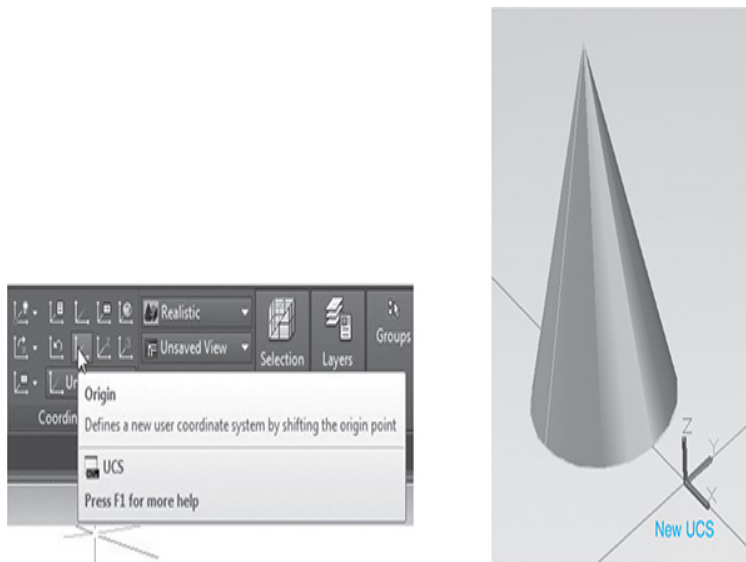 Realistic
Unsaved View
Selection
Layers
Groups
Origin
Defines a new user coordinate system by shifting the origin point
UCS
Press F1 for more help
Z
Y
X
New UCS